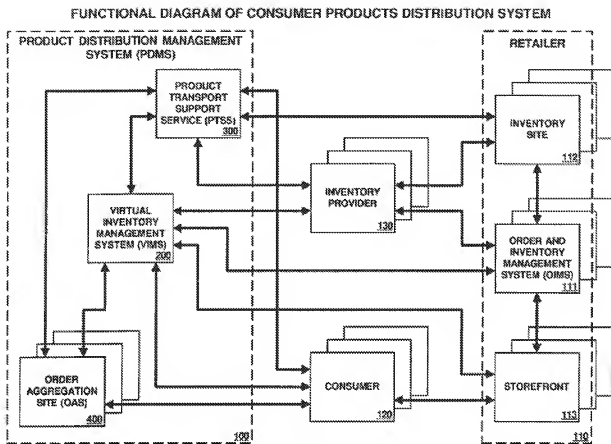 FUNCTIONAL DIAGRAM OF CONSUMER PRODUCTS DISTRIBUTION SYSTEM
PRODUCT DISTRIBUTION MANAGEMENT
SYSTEM (PDMS)
RETAILER
PRODUCT
TRANSPORT
SUPPORT
SERVICE (PTSS)
300
INVENTORY
SITE
112
INVENTORY
PROVIDER
130
VIRTUAL
INVENTORY
MANAGEMENT
SYSTEM (VIMS)
200
ORDER AND
INVENTORY
MANAGEMENT
SYSTEM (OIMS)
111
ORDER
AGGREGATION
SITE (OAS)
400
CONSUMER
120
STOREFRONT
113
100
110